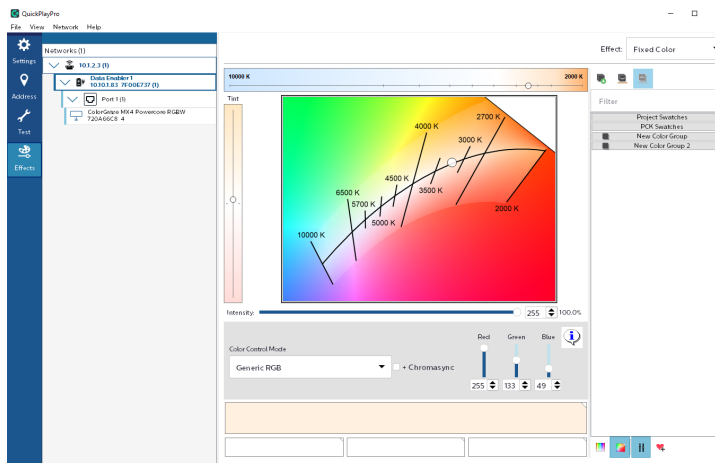 QuickPlayPro
File View Network Help
Settings
Address
Test
Effects
Networks (1)
10.1.2.3 (1)
Data Enabler 1
10.10.1.83 7F00E737 (1)
Port 1 (1)
ColorGraze MX4 Powercore RGBW
720A66C8 4
10000 K
2000 K
Tint
4000 K
2700 K
3000 K
4500 K
3500 K
6500 K
5700 K
5000 K
2000 K
10000 K
Intensity:
255
100.0%
Color Control Mode
Generic RGB
+ Chromasync
Red Green Blue
255 133 49
Effect: Fixed Color
Filter
Project Swatches
PCK Swatches
New Color Group
New Color Group 2